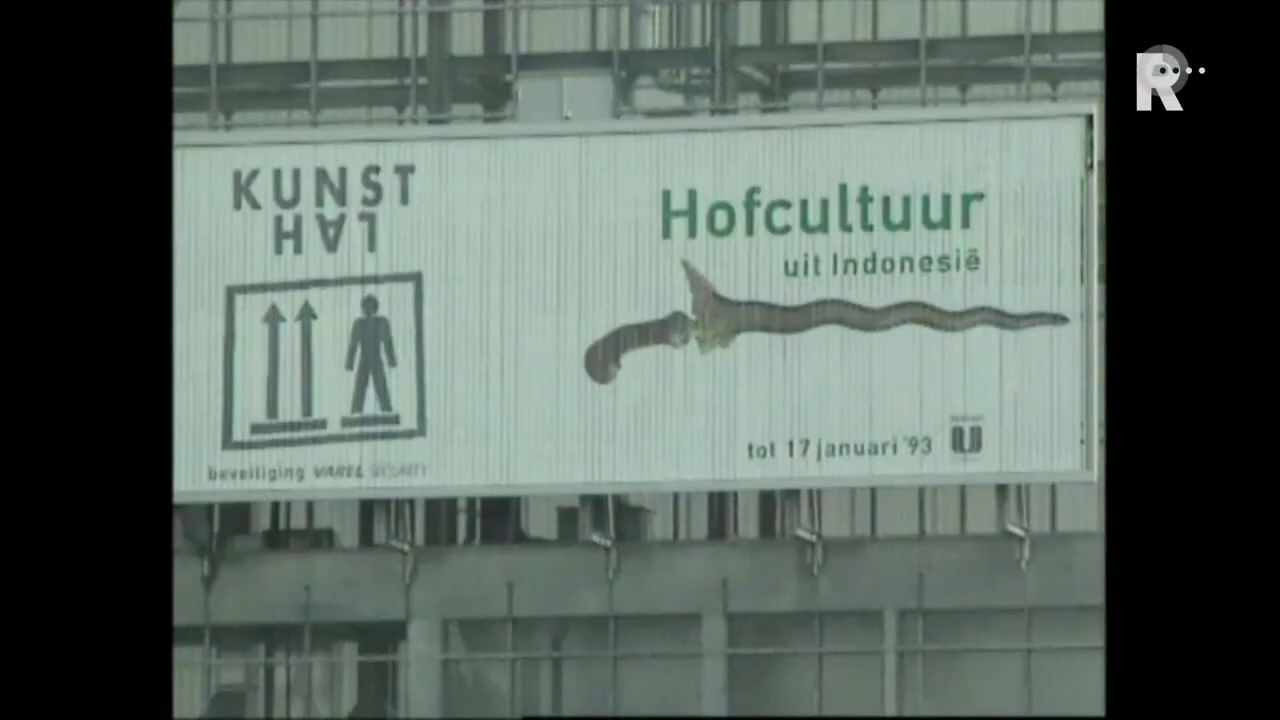 KUNST
HAL
beveiliging VAREL SECURITY
Hofcultuur
uit Indonesië
tot 17 januari '93
U
R